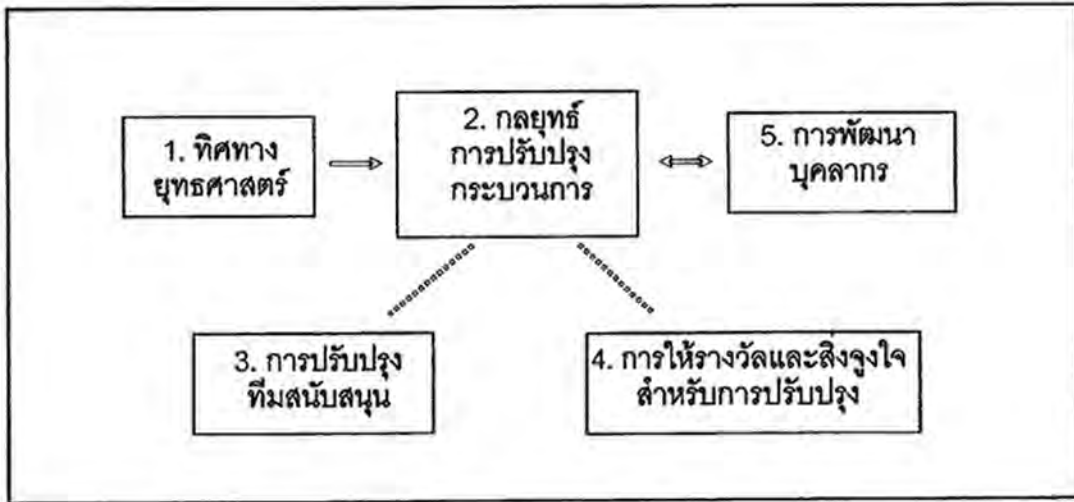 1. ทิศทาง
ยุทธศาสตร์
2. กลยุทธ์
การปรับปรุง
กระบวนการ
5. การพัฒนา
บุคลากร
3. การปรับปรุง
ทีมสนับสนุน
4. การให้รางวัลและสิ่งจูงใจ
สำหรับการปรับปรุง